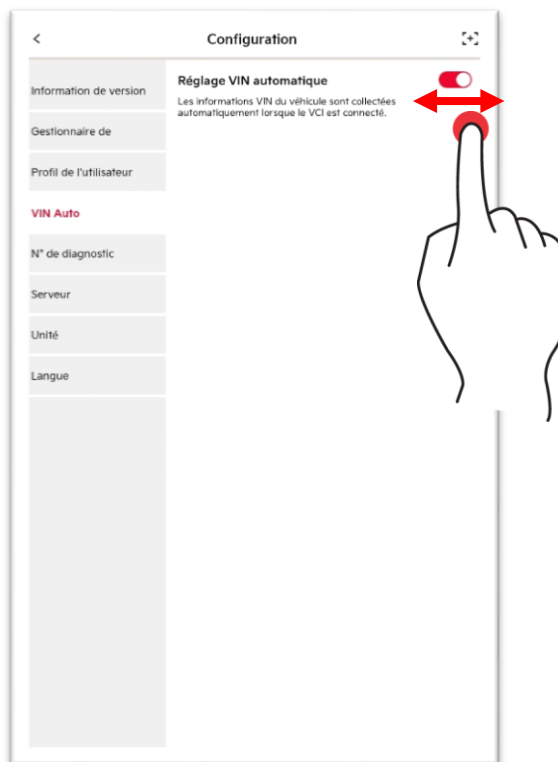 Configuration
Information de version
Gestionnaire de
Profil de l'utilisateur
VIN Auto
N° de diagnostic
Serveur
Unité
Langue
Réglage VIN automatique
Les informations VIN du véhicule sont collectées
automatiquement lorsque le VCI est connecté.